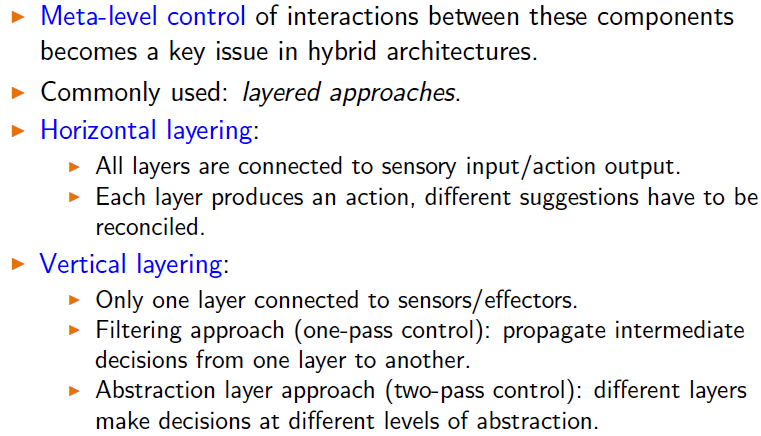 Meta-level control of interactions between these components
becomes a key issue in hybrid architectures.
Commonly used: layered approaches.
Horizontal layering:
All layers are connected to sensory input/action output.
Each layer produces an action, different suggestions have to be
reconciled.
Vertical layering:
Only one layer connected to sensors/effectors.
Filtering approach (one-pass control): propagate intermediate
decisions from one layer to another.
Abstraction layer approach (two-pass control): different layers
make decisions at different levels of abstraction.